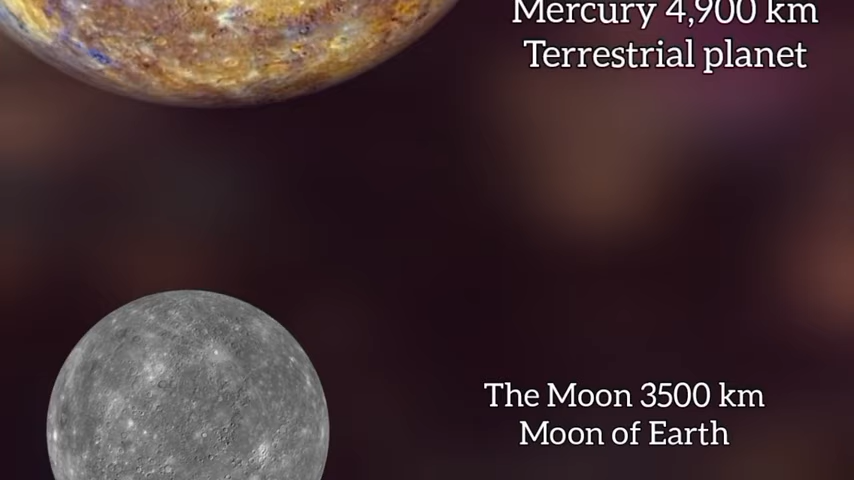 Mercury 4,900 km
Terrestrial planet
The Moon 3500 km
Moon of Earth